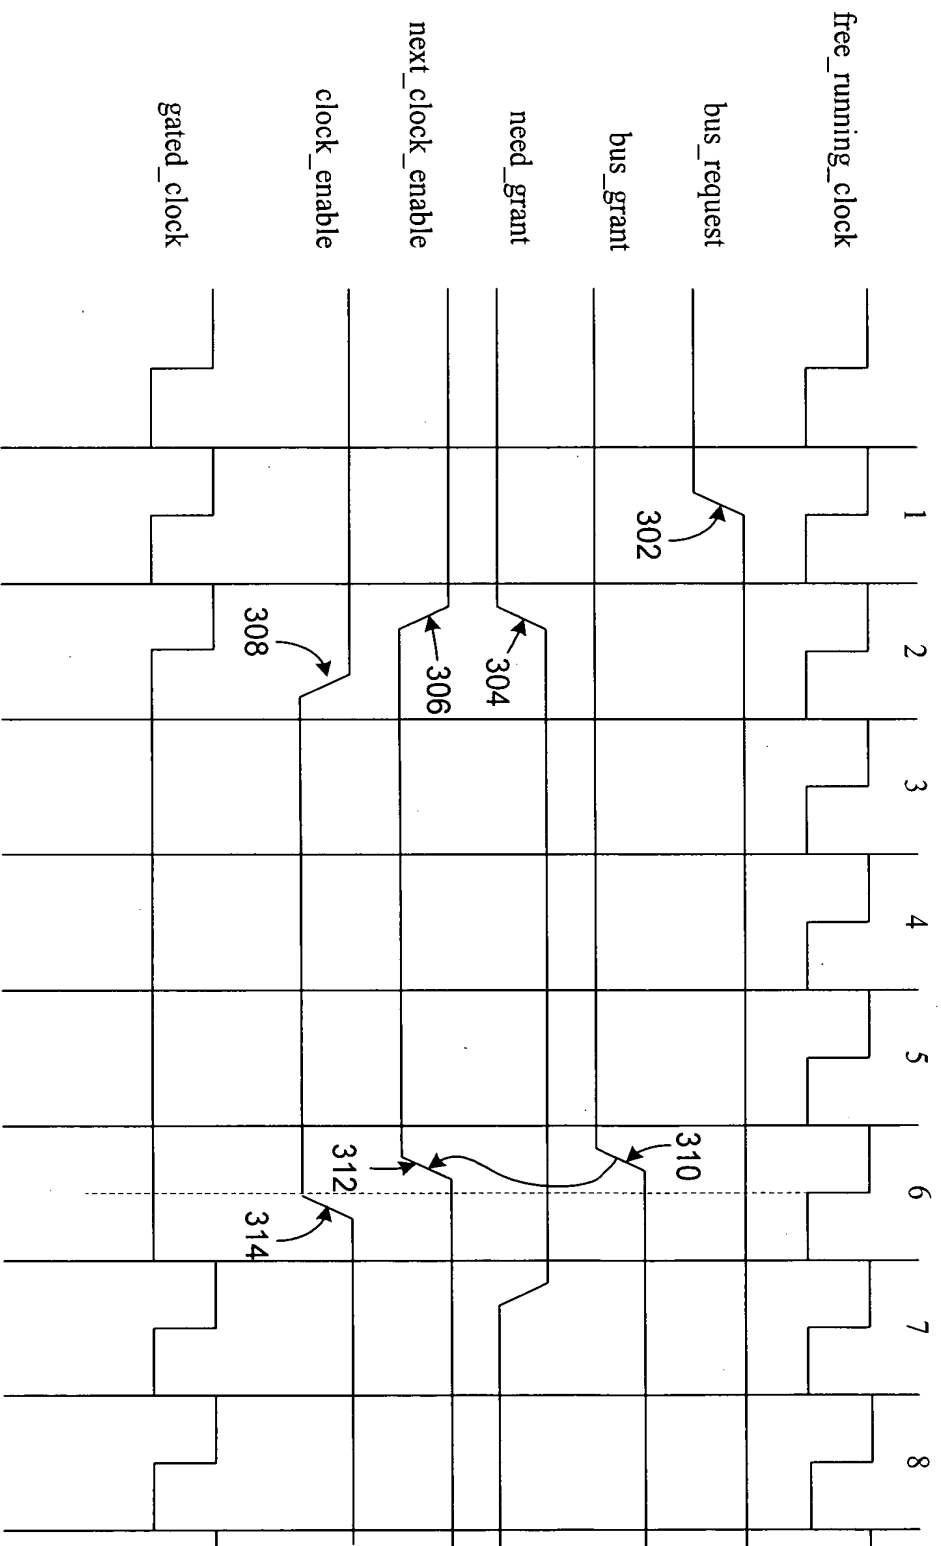 1 2 3 4 5 6 7 8
free_running_clock
bus_request
302
bus_grant
310
need_grant
304
next_clock_enable
306
312
clock_enable
308
314
gated_clock